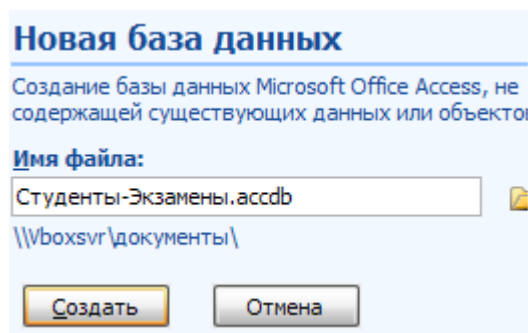 Новая база данных
Создание базы данных Microsoft Office Access, не
содержащей существующих данных или объектов
Имя файла:
Студенты-Экзамены.accdb
\\Vboxsvr\документы\
Создать Отмена